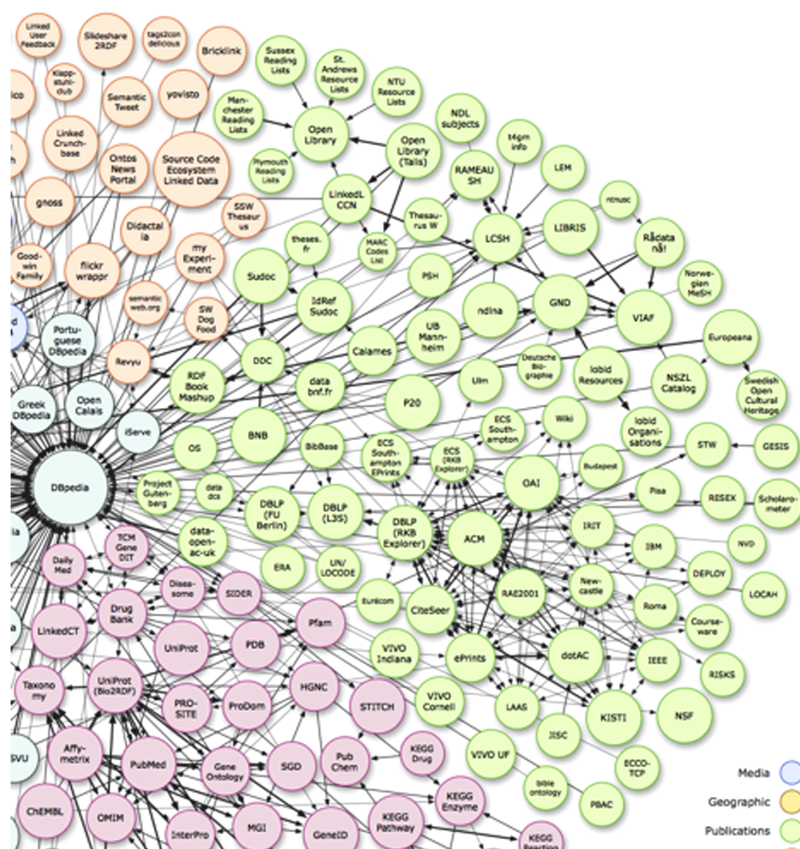 Linked
User
Feedback
Slideshare
2RDF
tags2con
delicious
Bricklink
Klapp-
stuhl-
club
Semantic
Tweet
yovisto
Linked
Crunch-
base
Ontos
News
Portal
Source Code
Ecosystem
Linked Data
gnoss
Didactal
ia
SSW
Thesaur
us
Good-
win
Family
flickr
wrappr
my
Experi-
ment
semantic
web.org
SW
Dog
Food
Revyu
Sussex
Reading
Lists
St.
Andrews
Resource
Lists
NTU
Resource
Lists
Man-
chester
Reading
Lists
Open
Library
Open
Library
(Talis)
Plymouth
Reading
Lists
NDL
subjects
t4gm
info
RAMEAU
SH
LEM
LinkedL
CCN
Thesau-
rus W
ntnusc
LIBRIS
LCSH
Rådata
nå!
theses.
fr
MARC
Codes
List
Sudoc
PSH
Norwe-
gian
MeSH
IdRef
Sudoc
ndlna
GND
VIAF
UB
Mann-
heim
Europeana
Calames
DDC
Deutsche
Bio-
graphie
lobid
Resources
NSZL
Catalog
Swedish
Open
Cultural
Heritage
RDF
Book
Mashup
data
bnf.fr
Ulm
P20
lobid
Organi-
sations
Portu-
guese
DBpedia
Greek
DBpedia
Open
Calais
iServe
DBpedia
OS
BNB
BibBase
ECS
South-
ampton
EPrints
ECS
(RKB
Explorer)
ECS
South-
ampton
Wiki
STW
GESIS
Budapest
OAI
Pisa
RESEX
Scholaro-
meter
Project
Guten-
berg
data
dcs
DBLP
(FU
Berlin)
DBLP
(L3S)
DBLP
(RKB
Explorer)
ACM
IRIT
IBM
NVD
data-
open-
ac-uk
ERA
UN/
LOCODE
DEPLOY
LOCAH
New-
castle
RAE2001
Eurécom
CiteSeer
Roma
Course-
ware
VIVO
Indiana
ePrints
dotAC
IEEE
RISKS
VIVO
Cornell
LAAS
KISTI
NSF
JISC
VIVO UF
ECCO-
TCP
bible
ontology
PBAC
Daily
Med
TCM
Gene
DIT
Disea-
some
SIDER
Drug
Bank
LinkedCT
UniProt
PDB
Pfam
Taxono
my
UniProt
(Bio2RDF)
PRO-
SITE
ProDom
HGNC
STITCH
Affy-
metrix
PubMed
Gene
Ontology
SGD
Pub
Chem
KEGG
Drug
ChEMBL
OMIM
InterPro
MGI
GeneID
KEGG
Pathway
KEGG
Enzyme
KEGG
Reaction
Media
Geographic
Publications